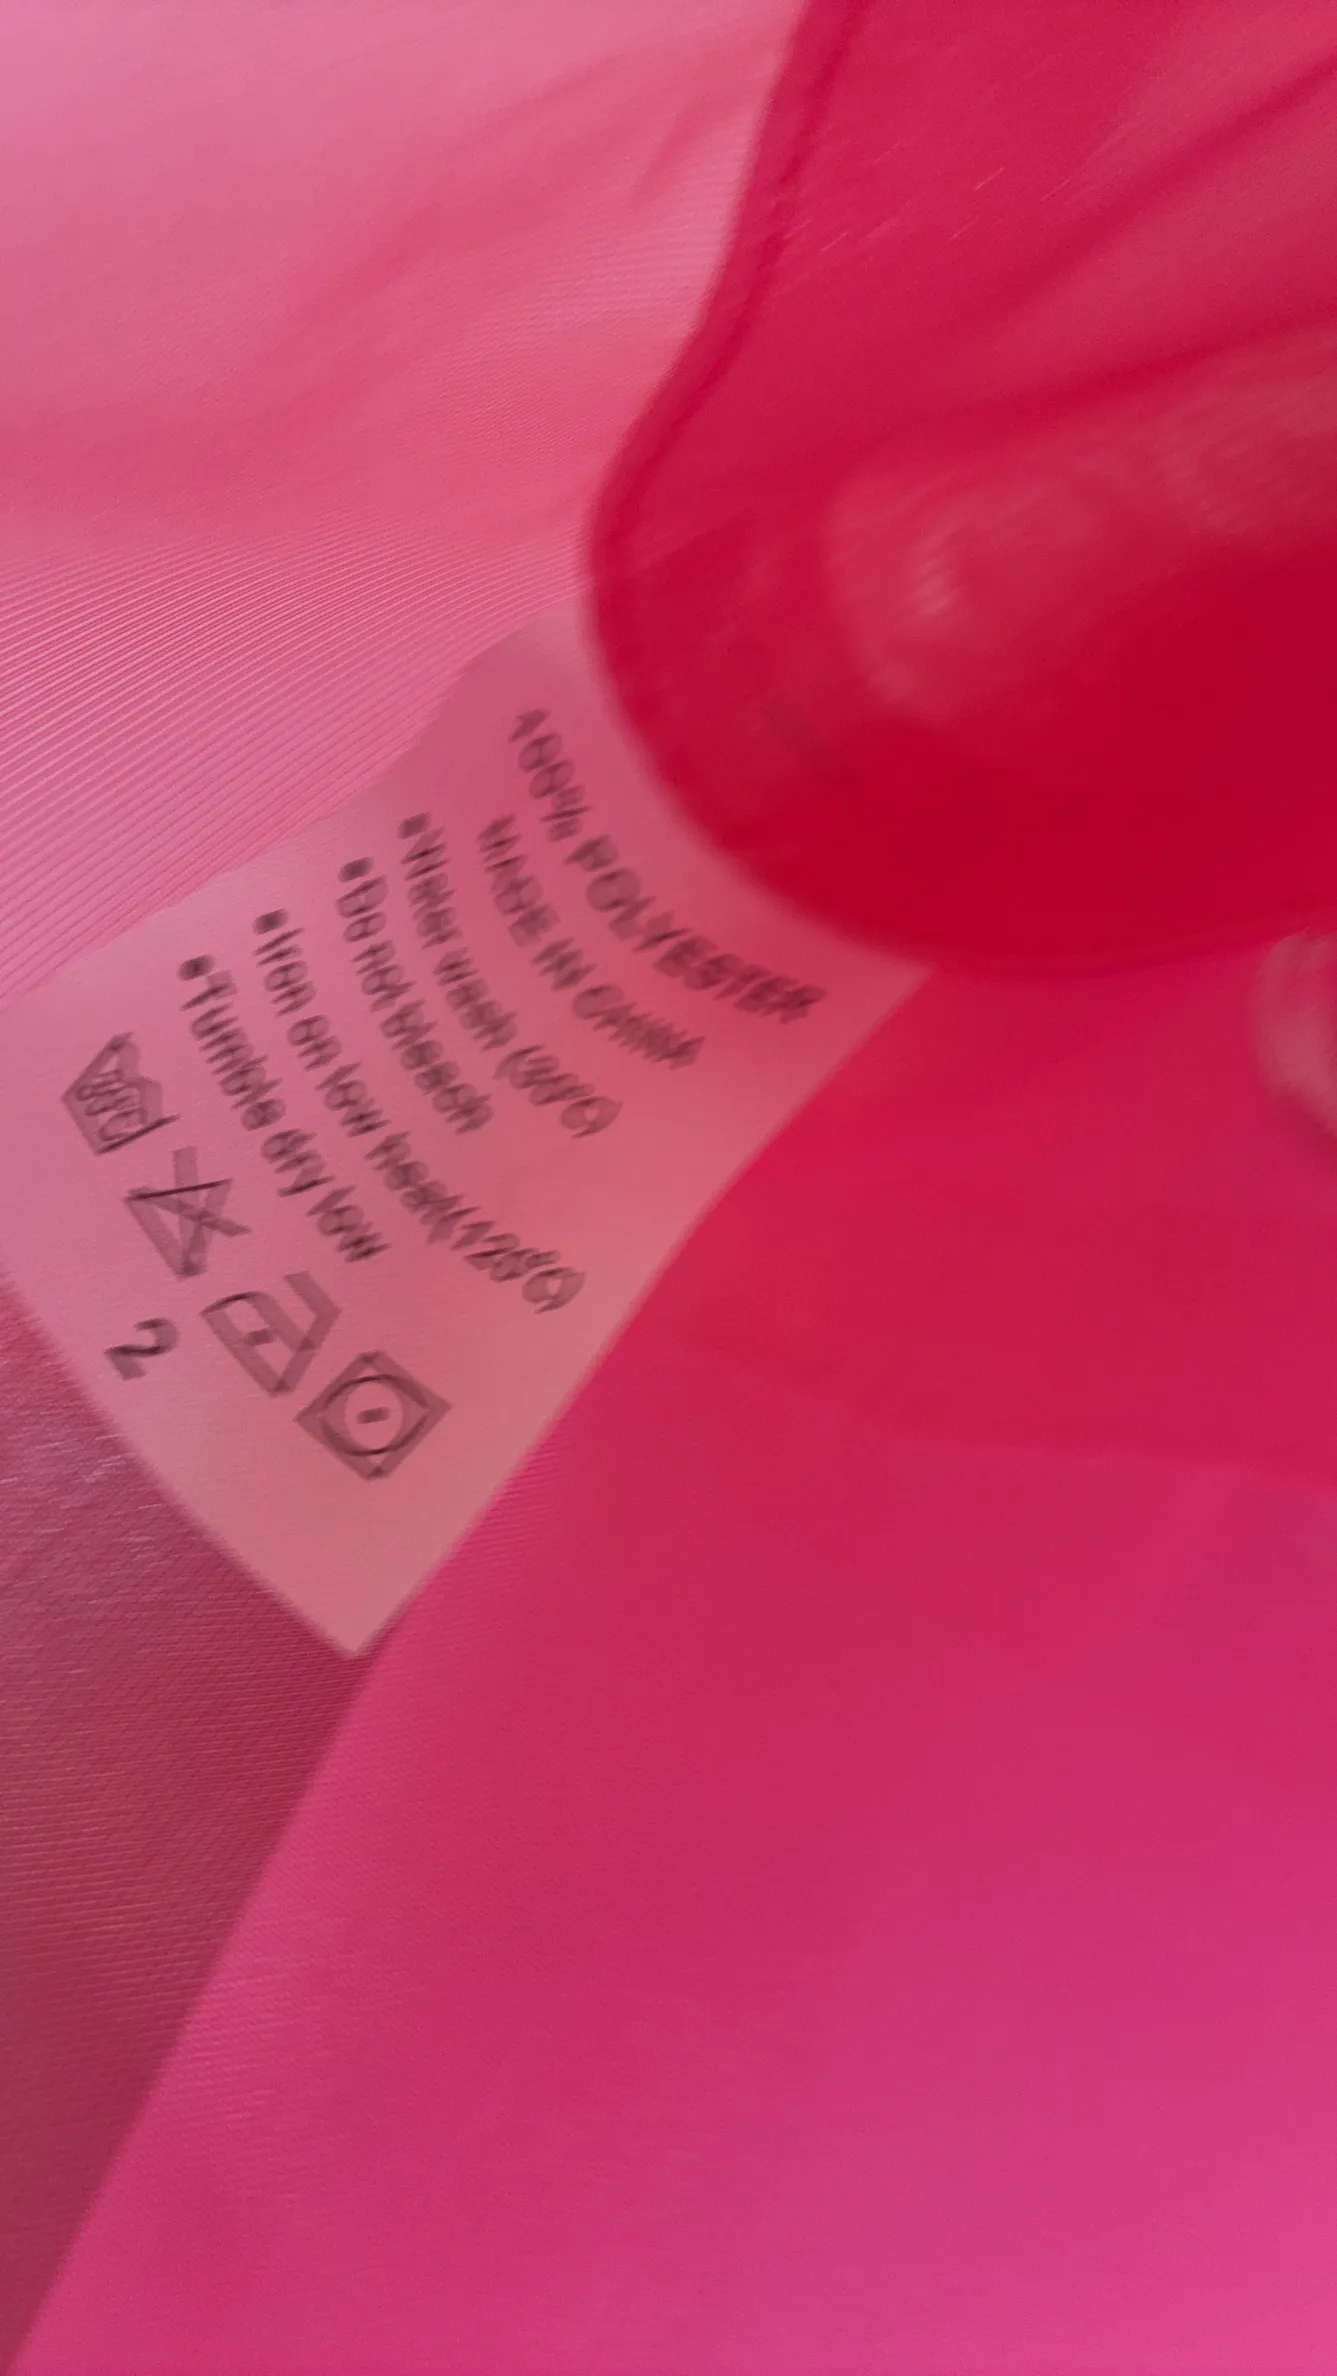 100% POLYESTER
MADE IN CHINA
•Water wash (30°C)
•Do not bleach
•Iron on low heat(120°C)
•Tumble dry low
2